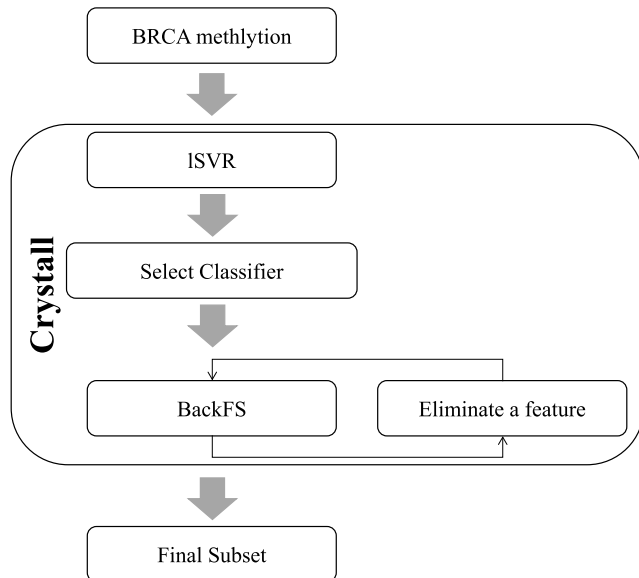 BRCA methlytion
lSVR
Select Classifier
Crystall
BackFS
Eliminate a feature
Final Subset